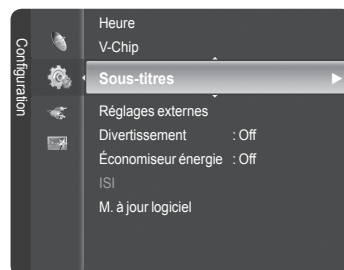 Configuration
Heure
V-Chip
Sous-titres
Réglages externes
Divertissement : Off
Économiseur énergie : Off
ISI
M. à jour logiciel